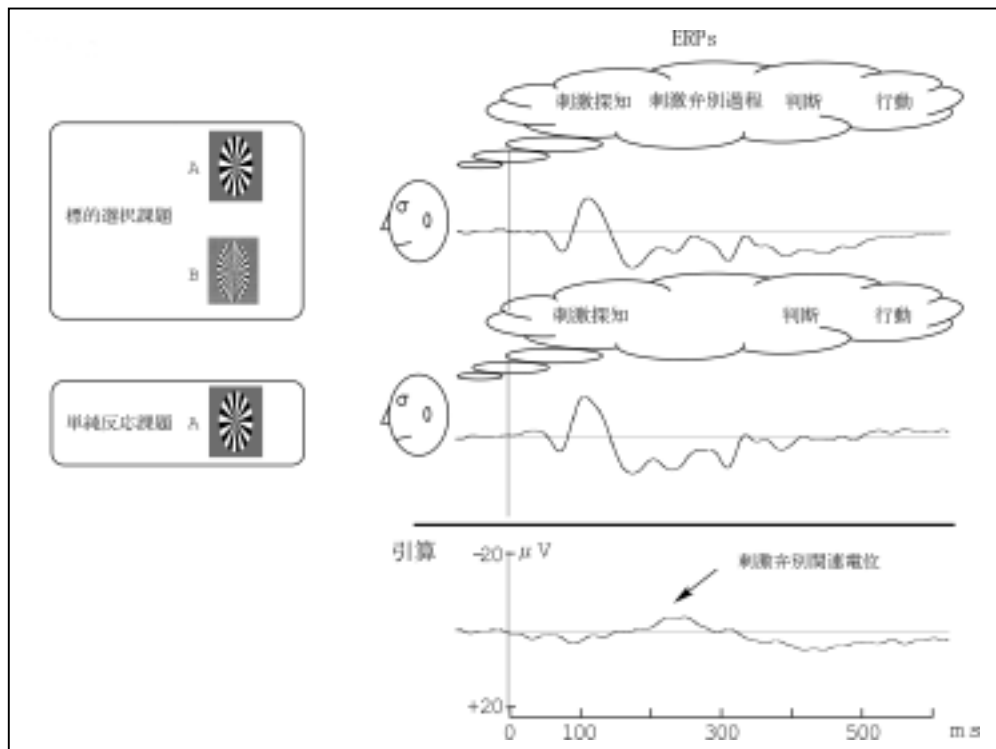 ERPs
刺激探知 刺激弁別過程 判断 行動
A
標的選択課題
B
刺激探知 判断 行動
単純反応課題 A
引算 -20 μV
刺激弁別関連電位
+20
0 100 300 500 ms